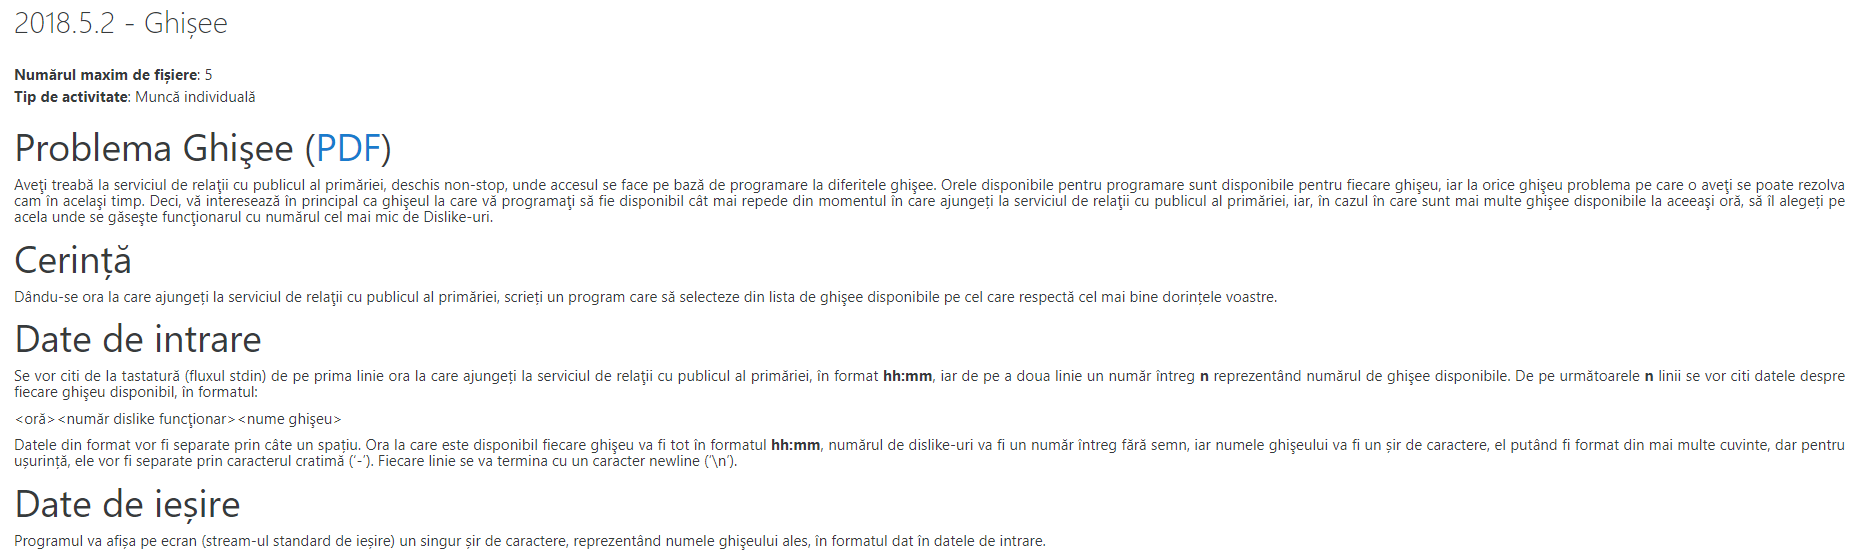 2018.5.2 - Ghișee
Numărul maxim de fișiere: 5
Tip de activitate: Muncă individuală
Problema Ghişee (PDF)
Aveţi treabă la serviciul de relaţii cu publicul al primăriei, deschis non-stop, unde accesul se face pe bază de programare la diferitele ghişee. Orele disponibile pentru programare sunt disponibile pentru fiecare ghişeu, iar la orice ghişeu problema pe care o aveţi se poate rezolva
cam în acelaşi timp. Deci, vă interesează în principal ca ghişeul la care vă programaţi să fie disponibil cât mai repede din momentul în care ajungeți la serviciul de relaţii cu publicul al primăriei, iar, în cazul în care sunt mai multe ghişee disponibile la aceeaşi oră, să îl alegeți pe
acela unde se găseşte funcţionarul cu numărul cel mai mic de Dislike-uri.
Cerință
Dându-se ora la care ajungeți la serviciul de relaţii cu publicul al primăriei, scrieți un program care să selecteze din lista de ghişee disponibile pe cel care respectă cel mai bine dorințele voastre.
Date de intrare
Se vor citi de la tastatură (fluxul stdin) de pe prima linie ora la care ajungeți la serviciul de relaţii cu publicul al primăriei, în format hh:mm, iar de pe a doua linie un număr întreg n reprezentând numărul de ghişee disponibile. De pe următoarele n linii se vor citi datele despre
fiecare ghişeu disponibil, în formatul:
<oră><număr dislike funcţionar><nume ghişeu>
Datele din format vor fi separate prin câte un spațiu. Ora la care este disponibil fiecare ghişeu va fi tot în formatul hh:mm, numărul de dislike-uri va fi un număr întreg fără semn, iar numele ghişeului va fi un șir de caractere, el putând fi format din mai multe cuvinte, dar pentru
ușurință, ele vor fi separate prin caracterul cratimă (‘-’). Fiecare linie se va termina cu un caracter newline (‘\n’).
Date de ieșire
Programul va afișa pe ecran (stream-ul standard de ieșire) un singur șir de caractere, reprezentând numele ghişeului ales, în formatul dat în datele de intrare.